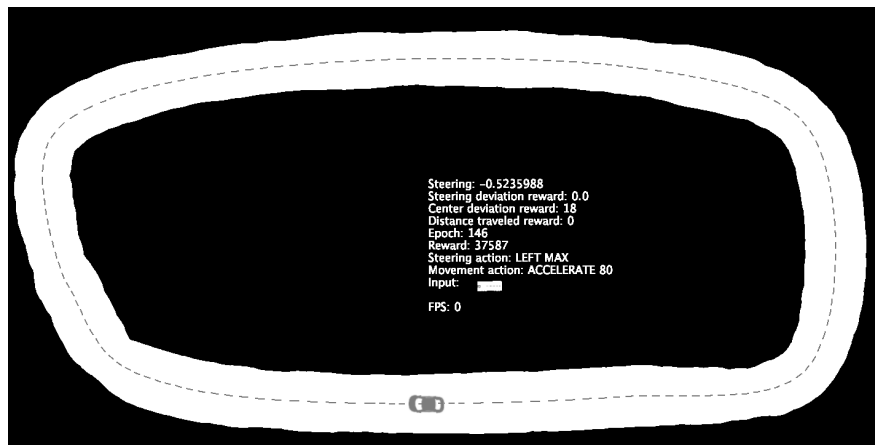 Steering: -0.5235988
Steering deviation reward: 0.0
Center deviation reward: 18
Distance traveled reward: 0
Epoch: 146
Reward: 37587
Steering action: LEFT MAX
Movement action: ACCELERATE 80
Input:
FPS: 0